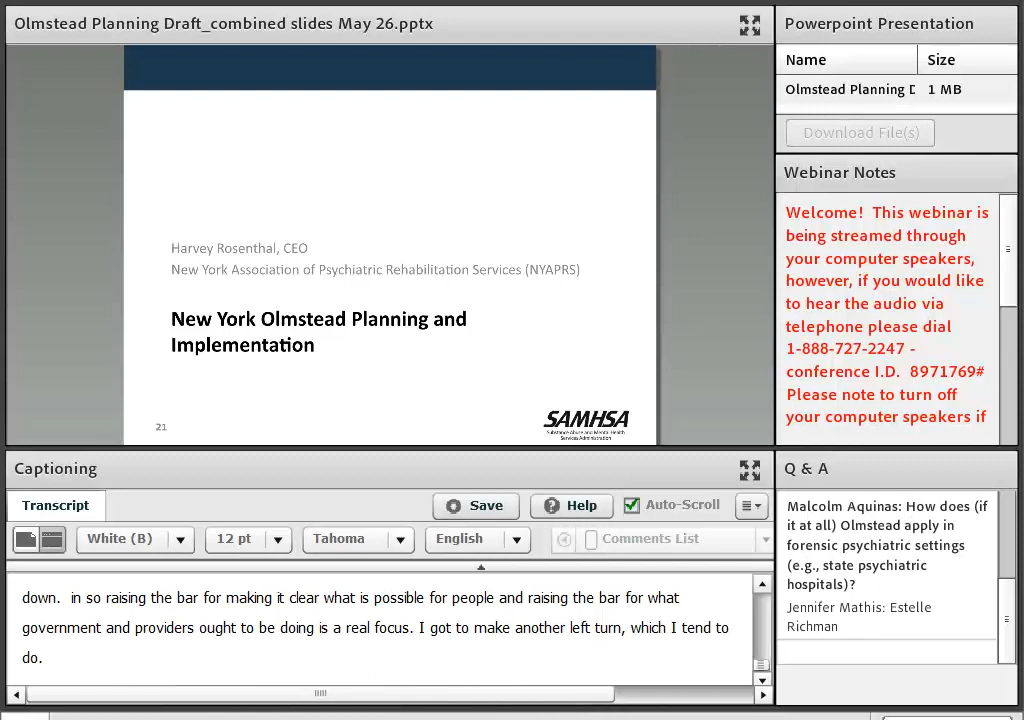 Olmstead Planning Draft_combined slides May 26.pptx
Harvey Rosenthal, CEO
New York Association of Psychiatric Rehabilitation Services (NYAPRS)
New York Olmstead Planning and
Implementation
21
SAMHSA
Substance Abuse and Mental Health
Services Administration
Powerpoint Presentation
Name Size
Olmstead Planning D 1 MB
Download File(s)
Webinar Notes
Welcome! This webinar is
being streamed through
your computer speakers,
however, if you would like
to hear the audio via
telephone please dial
1-888-727-2247 -
conference I.D. 8971769#
Please note to turn off
your computer speakers if
Captioning
Transcript Save Help Auto-Scroll
White (B) 12 pt Tahoma English Comments List
down. in so raising the bar for making it clear what is possible for people and raising the bar for what
government and providers ought to be doing is a real focus. I got to make another left turn, which I tend to
do.
Q & A
Malcolm Aquinas: How does (if
it at all) Olmstead apply in
forensic psychiatric settings
(e.g., state psychiatric
hospitals)?
Jennifer Mathis: Estelle
Richman